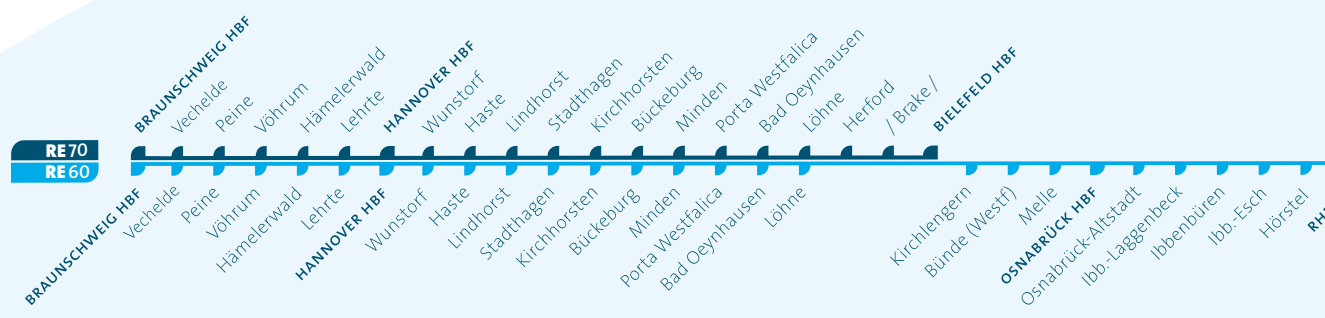 BRAUNSCHWEIG HBF
Vechelde
Peine
Vöhrum
Hämelerwald
Lehrte
HANNOVER HBF
Wunstorf
Haste
Lindhorst
Stadthagen
Kirchhorsten
Bückeburg
Minden
Porta Westfalica
Bad Oeynhausen
Löhne
Herford
/ Brake /
BIELEFELD HBF
RE70
RE60
BRAUNSCHWEIG HBF
Vechelde
Peine
Vöhrum
Hämelerwald
Lehrte
HANNOVER HBF
Wunstorf
Haste
Lindhorst
Stadthagen
Kirchhorsten
Bückeburg
Minden
Porta Westfalica
Bad Oeynhausen
Löhne
Kirchlengern
Bünde (Westf)
Melle
OSNABRÜCK HBF
Osnabrück-Altstadt
Ibb.-Laggenbeck
Ibbenbüren
Ibb.-Esch
Hörstel
RH